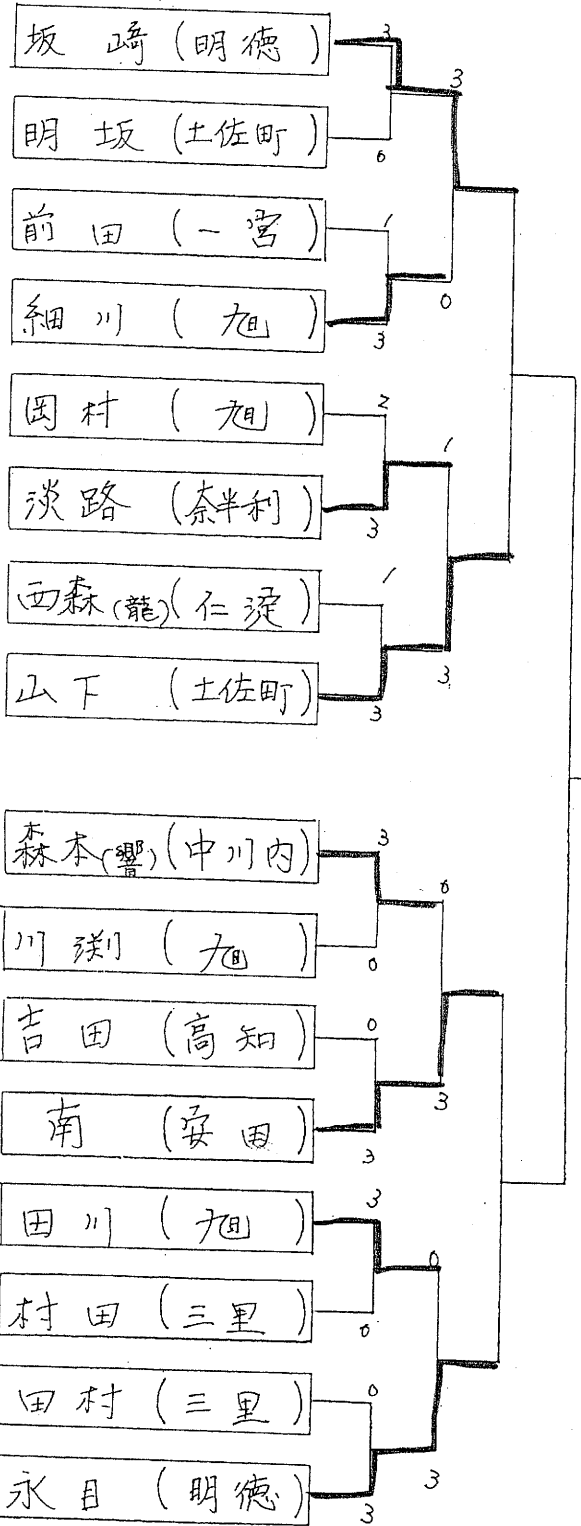 坂崎(明徳)
3
3
明坂(土佐町)
0
前田(一宮)
1
0
細川(旭)
3
岡村(旭)
2
1
淡路(奈半利)
3
西森(龍)(仁淀)
1
3
山下(土佐町)
3
森本(響)(中川内)
3
0
川渕(旭)
0
吉田(高知)
0
3
南(安田)
3
田川(旭)
3
0
村田(三里)
0
田村(三里)
0
3
永目(明徳)
3